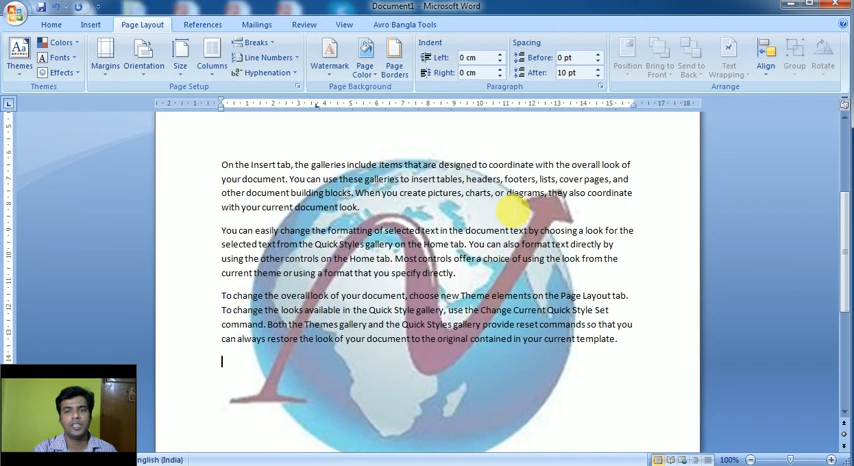 Document1 - Microsoft Word
Home Insert Page Layout References Mailings Review View Avro Bangla Tools
Themes Colors Fonts Effects
Margins Orientation Size Columns Breaks Line Numbers Hyphenation
Watermark Page Color Page Borders
Indent Left: 0 cm Right: 0 cm
Spacing Before: 0 pt After: 10 pt
Position Bring to Front Send to Back Text Wrapping Align Group Rotate
Themes Page Setup Page Background Paragraph Arrange
On the Insert tab, the galleries include items that are designed to coordinate with the overall look of
your document. You can use these galleries to insert tables, headers, footers, lists, cover pages, and
other document building blocks. When you create pictures, charts, or diagrams, they also coordinate
with your current document look.
You can easily change the formatting of selected text in the document text by choosing a look for the
selected text from the Quick Styles gallery on the Home tab. You can also format text directly by
using the other controls on the Home tab. Most controls offer a choice of using the look from the
current theme or using a format that you specify directly.
To change the overall look of your document, choose new Theme elements on the Page Layout tab.
To change the looks available in the Quick Style gallery, use the Change Current Quick Style Set
command. Both the Themes gallery and the Quick Styles gallery provide reset commands so that you
can always restore the look of your document to the original contained in your current template.
English (India) 100%